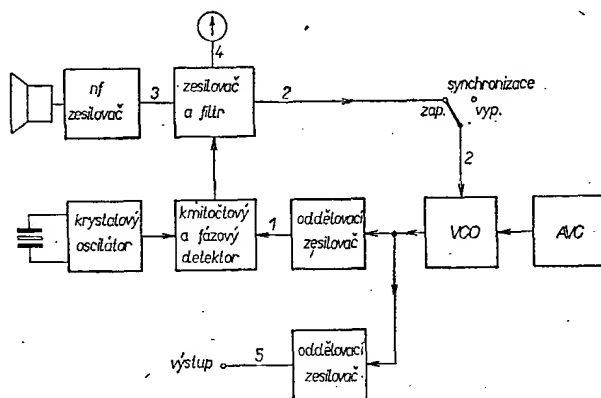 4
nf
zesilovač
3
zesilovač
a filtr
2
synchronizace
zap.
vyp.
2
krystalový
oscilátor
kmitočtový
a fázový
detektor
1
oddělovací
zesilovač
VCO
AVC
výstup
5
oddělovací
zesilovač